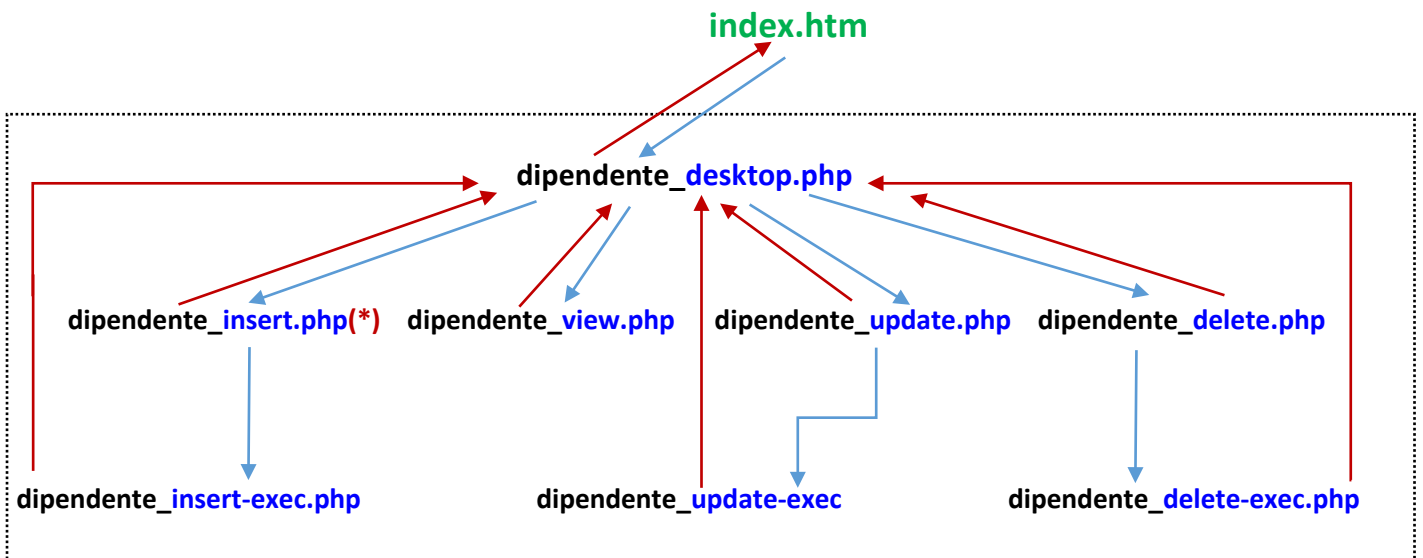 index.htm
dipendente_desktop.php
dipendente_insert.php(*) dipendente_view.php dipendente_update.php dipendente_delete.php
dipendente_insert-exec.php dipendente_update-exec dipendente_delete-exec.php